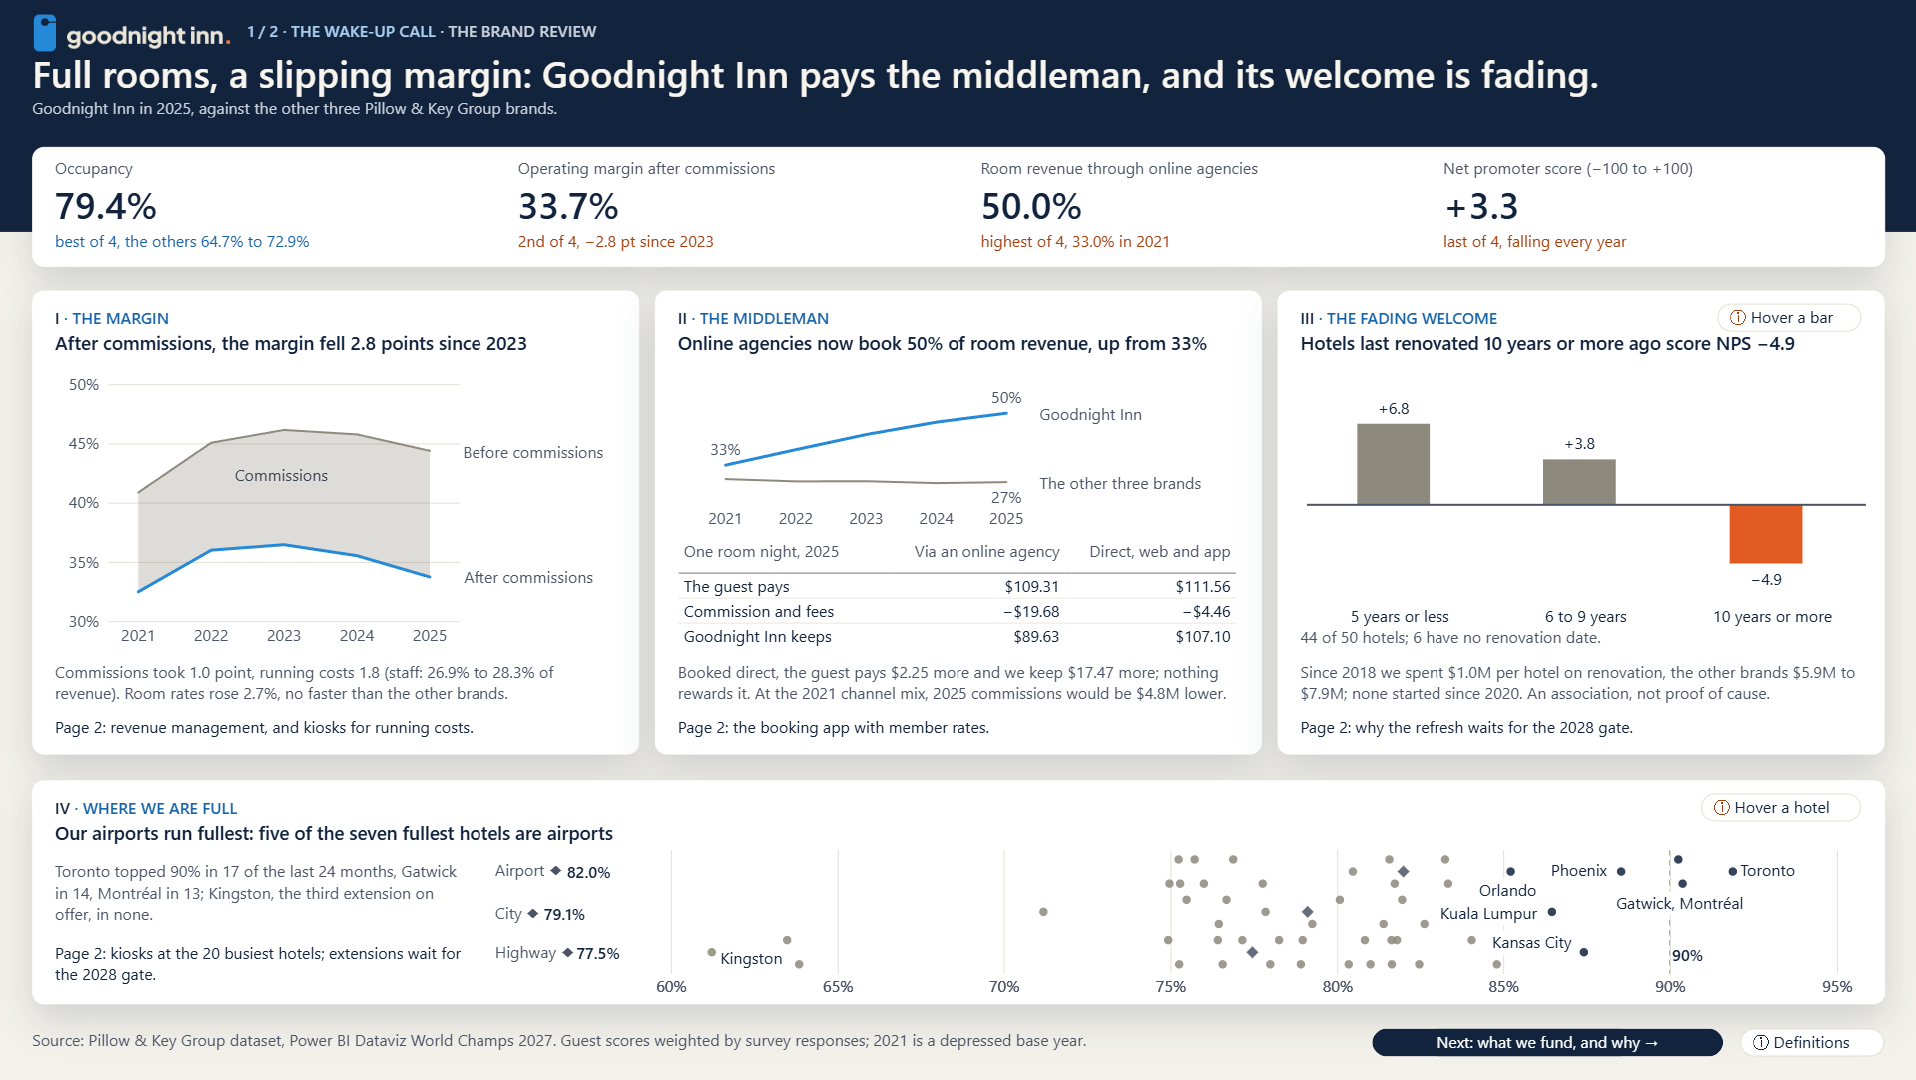 goodnight inn.
1 / 2 · THE WAKE-UP CALL · THE BRAND REVIEW
Full rooms, a slipping margin: Goodnight Inn pays the middleman, and its welcome is fading.
Goodnight Inn in 2025, against the other three Pillow & Key Group brands.
Occupancy
79.4%
best of 4, the others 64.7% to 72.9%
Operating margin after commissions
33.7%
2nd of 4, −2.8 pt since 2023
Room revenue through online agencies
50.0%
highest of 4, 33.0% in 2021
Net promoter score (−100 to +100)
+3.3
last of 4, falling every year
I · THE MARGIN
After commissions, the margin fell 2.8 points since 2023
50%
45%
40%
35%
30%
Before commissions
Commissions
After commissions
2021 2022 2023 2024 2025
Commissions took 1.0 point, running costs 1.8 (staff: 26.9% to 28.3% of
revenue). Room rates rose 2.7%, no faster than the other brands.
Page 2: revenue management, and kiosks for running costs.
II · THE MIDDLEMAN
Online agencies now book 50% of room revenue, up from 33%
50%
Goodnight Inn
33%
The other three brands
27%
2021 2022 2023 2024 2025
One room night, 2025 Via an online agency Direct, web and app
The guest pays $109.31 $111.56
Commission and fees −$19.68 −$4.46
Goodnight Inn keeps $89.63 $107.10
Booked direct, the guest pays $2.25 more and we keep $17.47 more; nothing
rewards it. At the 2021 channel mix, 2025 commissions would be $4.8M lower.
Page 2: the booking app with member rates.
III · THE FADING WELCOME
Hover a bar
Hotels last renovated 10 years or more ago score NPS −4.9
+6.8
+3.8
−4.9
5 years or less 6 to 9 years 10 years or more
44 of 50 hotels; 6 have no renovation date.
Since 2018 we spent $1.0M per hotel on renovation, the other brands $5.9M to
$7.9M; none started since 2020. An association, not proof of cause.
Page 2: why the refresh waits for the 2028 gate.
IV · WHERE WE ARE FULL
Hover a hotel
Our airports run fullest: five of the seven fullest hotels are airports
Toronto topped 90% in 17 of the last 24 months, Gatwick
in 14, Montréal in 13; Kingston, the third extension on
offer, in none.
Page 2: kiosks at the 20 busiest hotels; extensions wait for
the 2028 gate.
Airport ◆ 82.0%
City ◆ 79.1%
Highway ◆ 77.5%
Phoenix
Toronto
Orlando
Gatwick, Montréal
Kuala Lumpur
Kansas City
Kingston
90%
60% 65% 70% 75% 80% 85% 90% 95%
Source: Pillow & Key Group dataset, Power BI Dataviz World Champs 2027. Guest scores weighted by survey responses; 2021 is a depressed base year.
Next: what we fund, and why →
Definitions